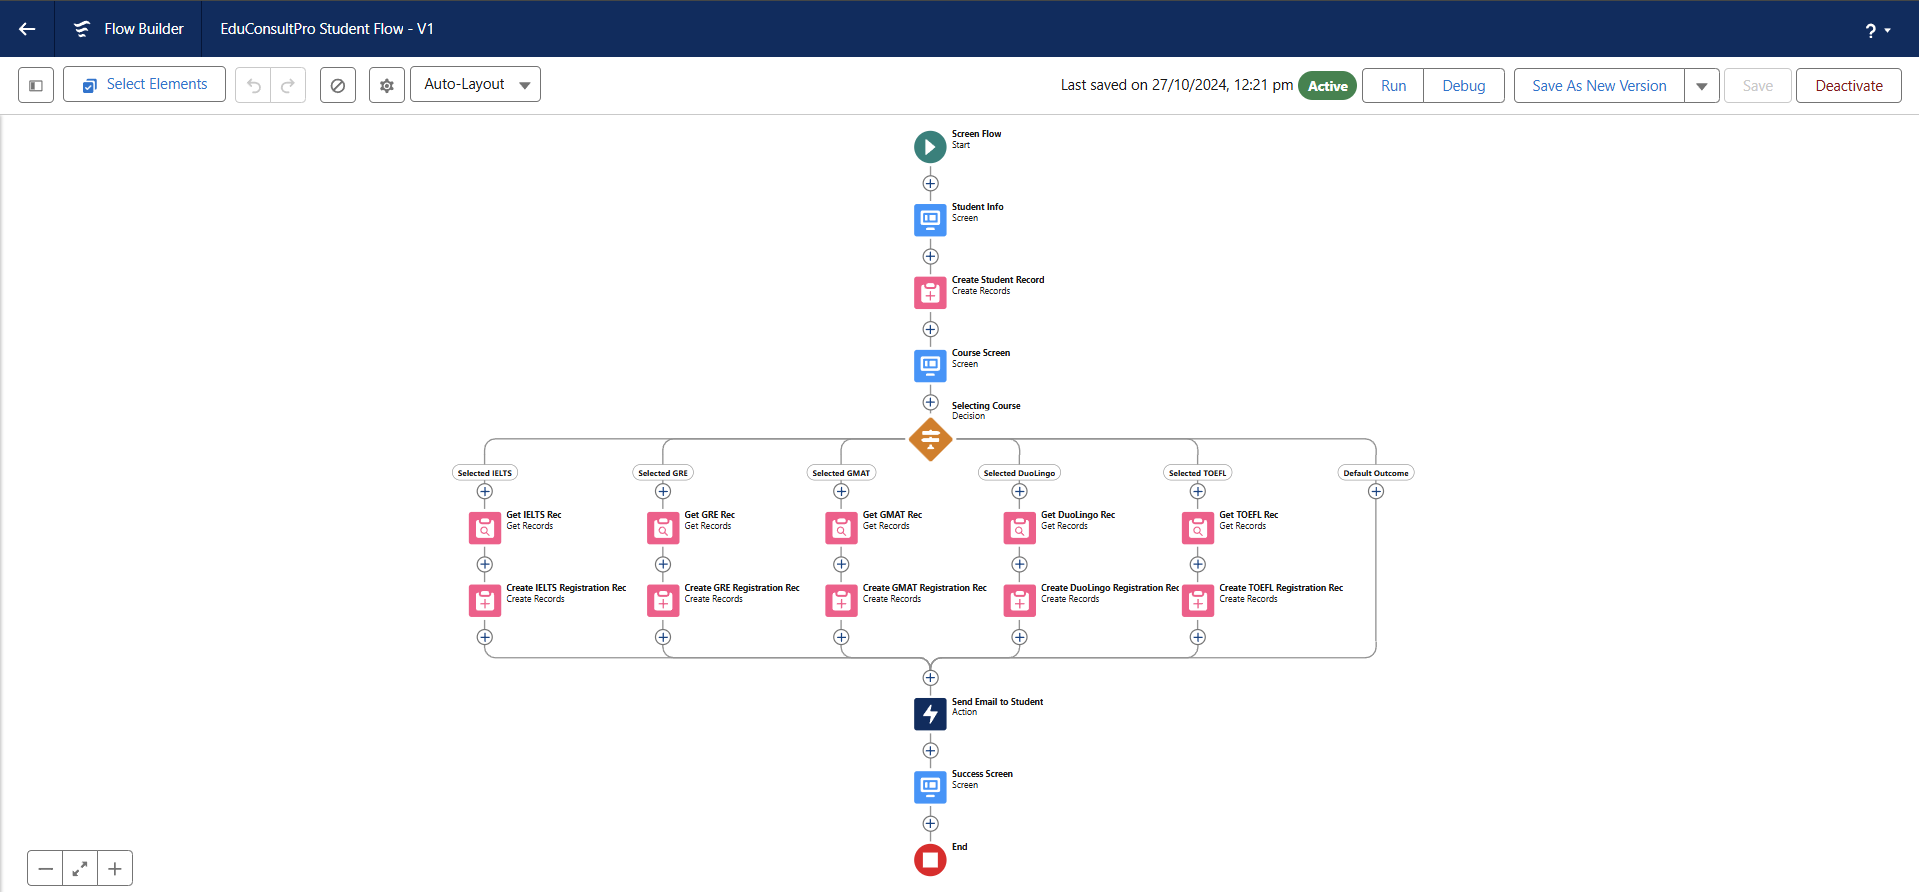 Flow Builder
EduConsultPro Student Flow - V1
?
Select Elements
Auto-Layout
Last saved on 27/10/2024, 12:21 pm
Active
Run
Debug
Save As New Version
Save
Deactivate
Screen Flow
Start
Student Info
Screen
Create Student Record
Create Records
Course Screen
Screen
Selecting Course
Decision
Selected IELTS
Selected GRE
Selected GMAT
Selected DuoLingo
Selected TOEFL
Default Outcome
Get IELTS Rec
Get Records
Get GRE Rec
Get Records
Get GMAT Rec
Get Records
Get DuoLingo Rec
Get Records
Get TOEFL Rec
Get Records
Create IELTS Registration Rec
Create Records
Create GRE Registration Rec
Create Records
Create GMAT Registration Rec
Create Records
Create DuoLingo Registration Rec
Create Records
Create TOEFL Registration Rec
Create Records
Send Email to Student
Action
Success Screen
Screen
End